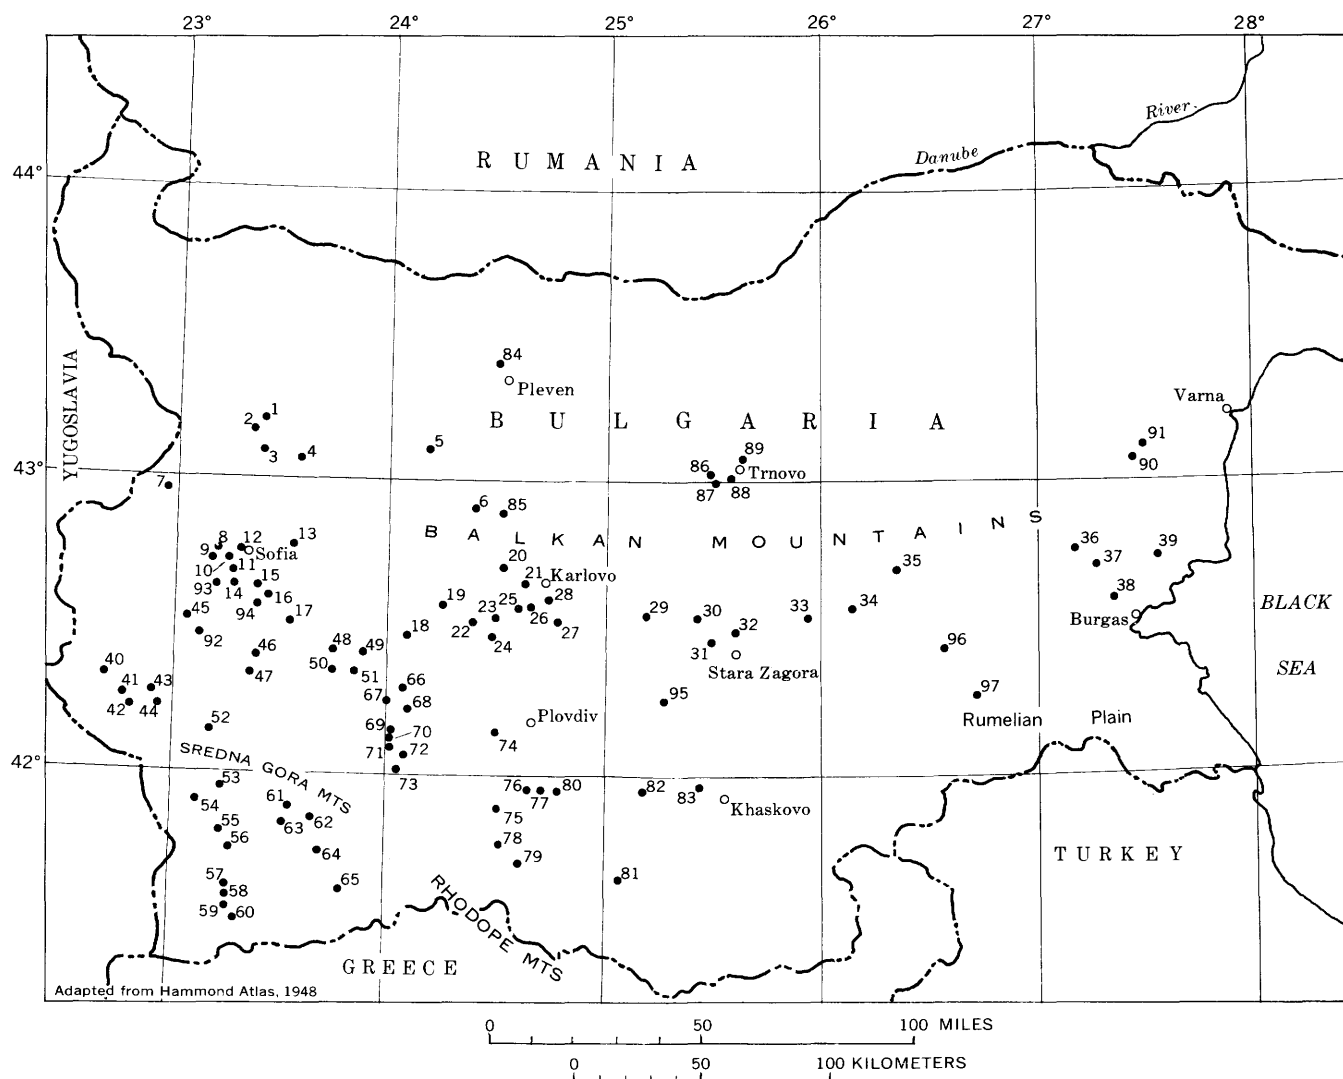 23° 24° 25° 26° 27° 28°
River
Danube
RUMANIA
44°
84
Pleven
YUGOSLAVIA
Varna
1
2
BULGARIA
3 4 5
89
91
86 Trnovo
90
43°
87 88
7
6 85
BALKAN MOUNTAINS
8 12 13
9 Sofia
36 39
10 11
20
35 37
93 14 15
21 Karlovo
16
38
94
19 23 25 28
BLACK
45 17
22 26 27
29 30 33 34
Burgas
92
18
24
32
46 48 49
31
96
40
50 51
Stara Zagora
SEA
47
41 43
66
42 44
67 68
95
97
52
69 70
Plovdiv
Rumelian Plain
SREDNA GORA MTS
71 72
74
42°
53
73
76 77 80
82 83
54
61
75
Khaskovo
55
63 62
56
78
TURKEY
64
79
57
65
81
58
59 60
RHODOPE MTS
GREECE
Adapted from Hammond Atlas, 1948
0 50 100 MILES
0 50 100 KILOMETERS